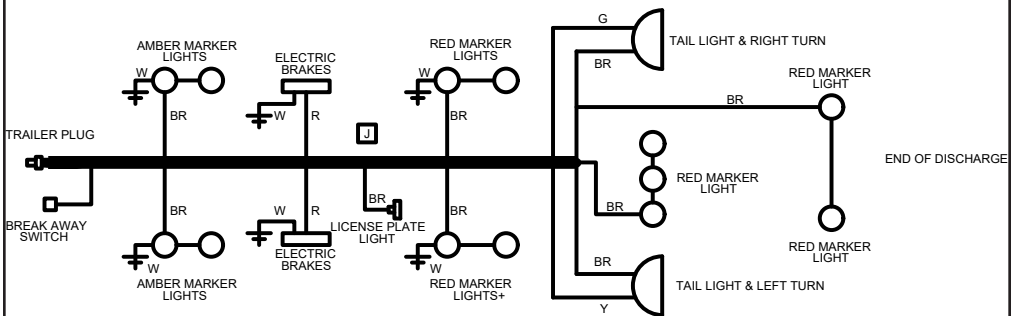 G
AMBER MARKER
LIGHTS
RED MARKER
LIGHTS
TAIL LIGHT & RIGHT TURN
ELECTRIC
BRAKES
W
W
BR
RED MARKER
LIGHT
BR
BR
W
R
BR
TRAILER PLUG
J
END OF DISCHARGE
RED MARKER
LIGHT
BR
BR
W
R
BR
BR
BR
BREAK AWAY
SWITCH
LICENSE PLATE
LIGHT
RED MARKER
LIGHT
ELECTRIC
BRAKES
W
W
BR
AMBER MARKER
LIGHTS
RED MARKER
LIGHTS+
TAIL LIGHT & LEFT TURN
Y